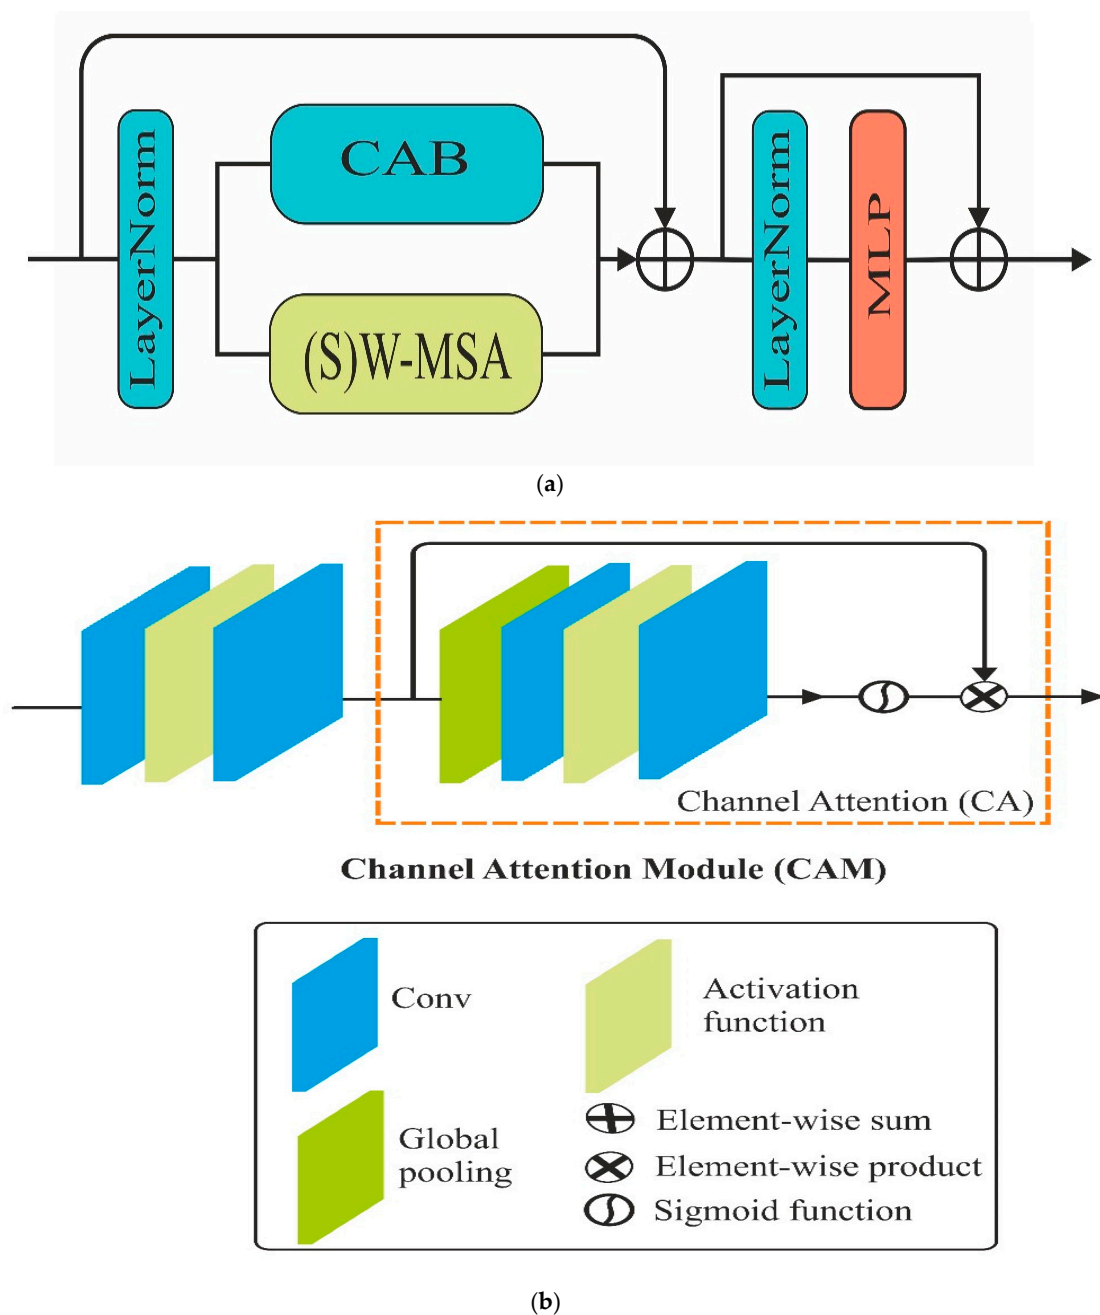 LayerNorm
CAB
(S)W-MSA
LayerNorm
MLP
(a)
Channel Attention (CA)
Channel Attention Module (CAM)
Conv
Activation
function
Global
pooling
Element-wise sum
Element-wise product
Sigmoid function
(b)